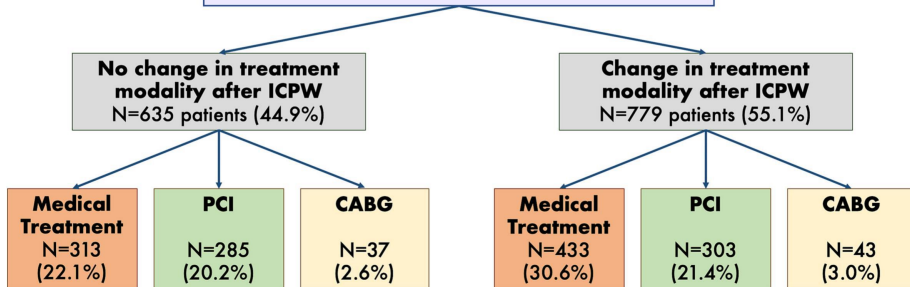 No change in treatment
modality after ICPW
N=635 patients (44.9%)
Change in treatment
modality after ICPW
N=779 patients (55.1%)
Medical
Treatment
N=313
(22.1%)
PCI
N=285
(20.2%)
CABG
N=37
(2.6%)
Medical
Treatment
N=433
(30.6%)
PCI
N=303
(21.4%)
CABG
N=43
(3.0%)